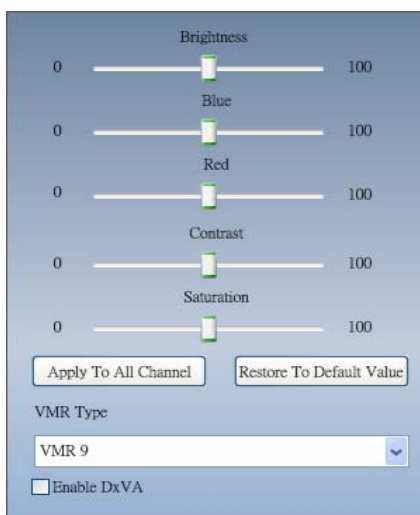 Brightness
0 100
Blue
0 100
Red
0 100
Contrast
0 100
Saturation
0 100
Apply To All Channel Restore To Default Value
VMR Type
VMR 9
Enable DxVA